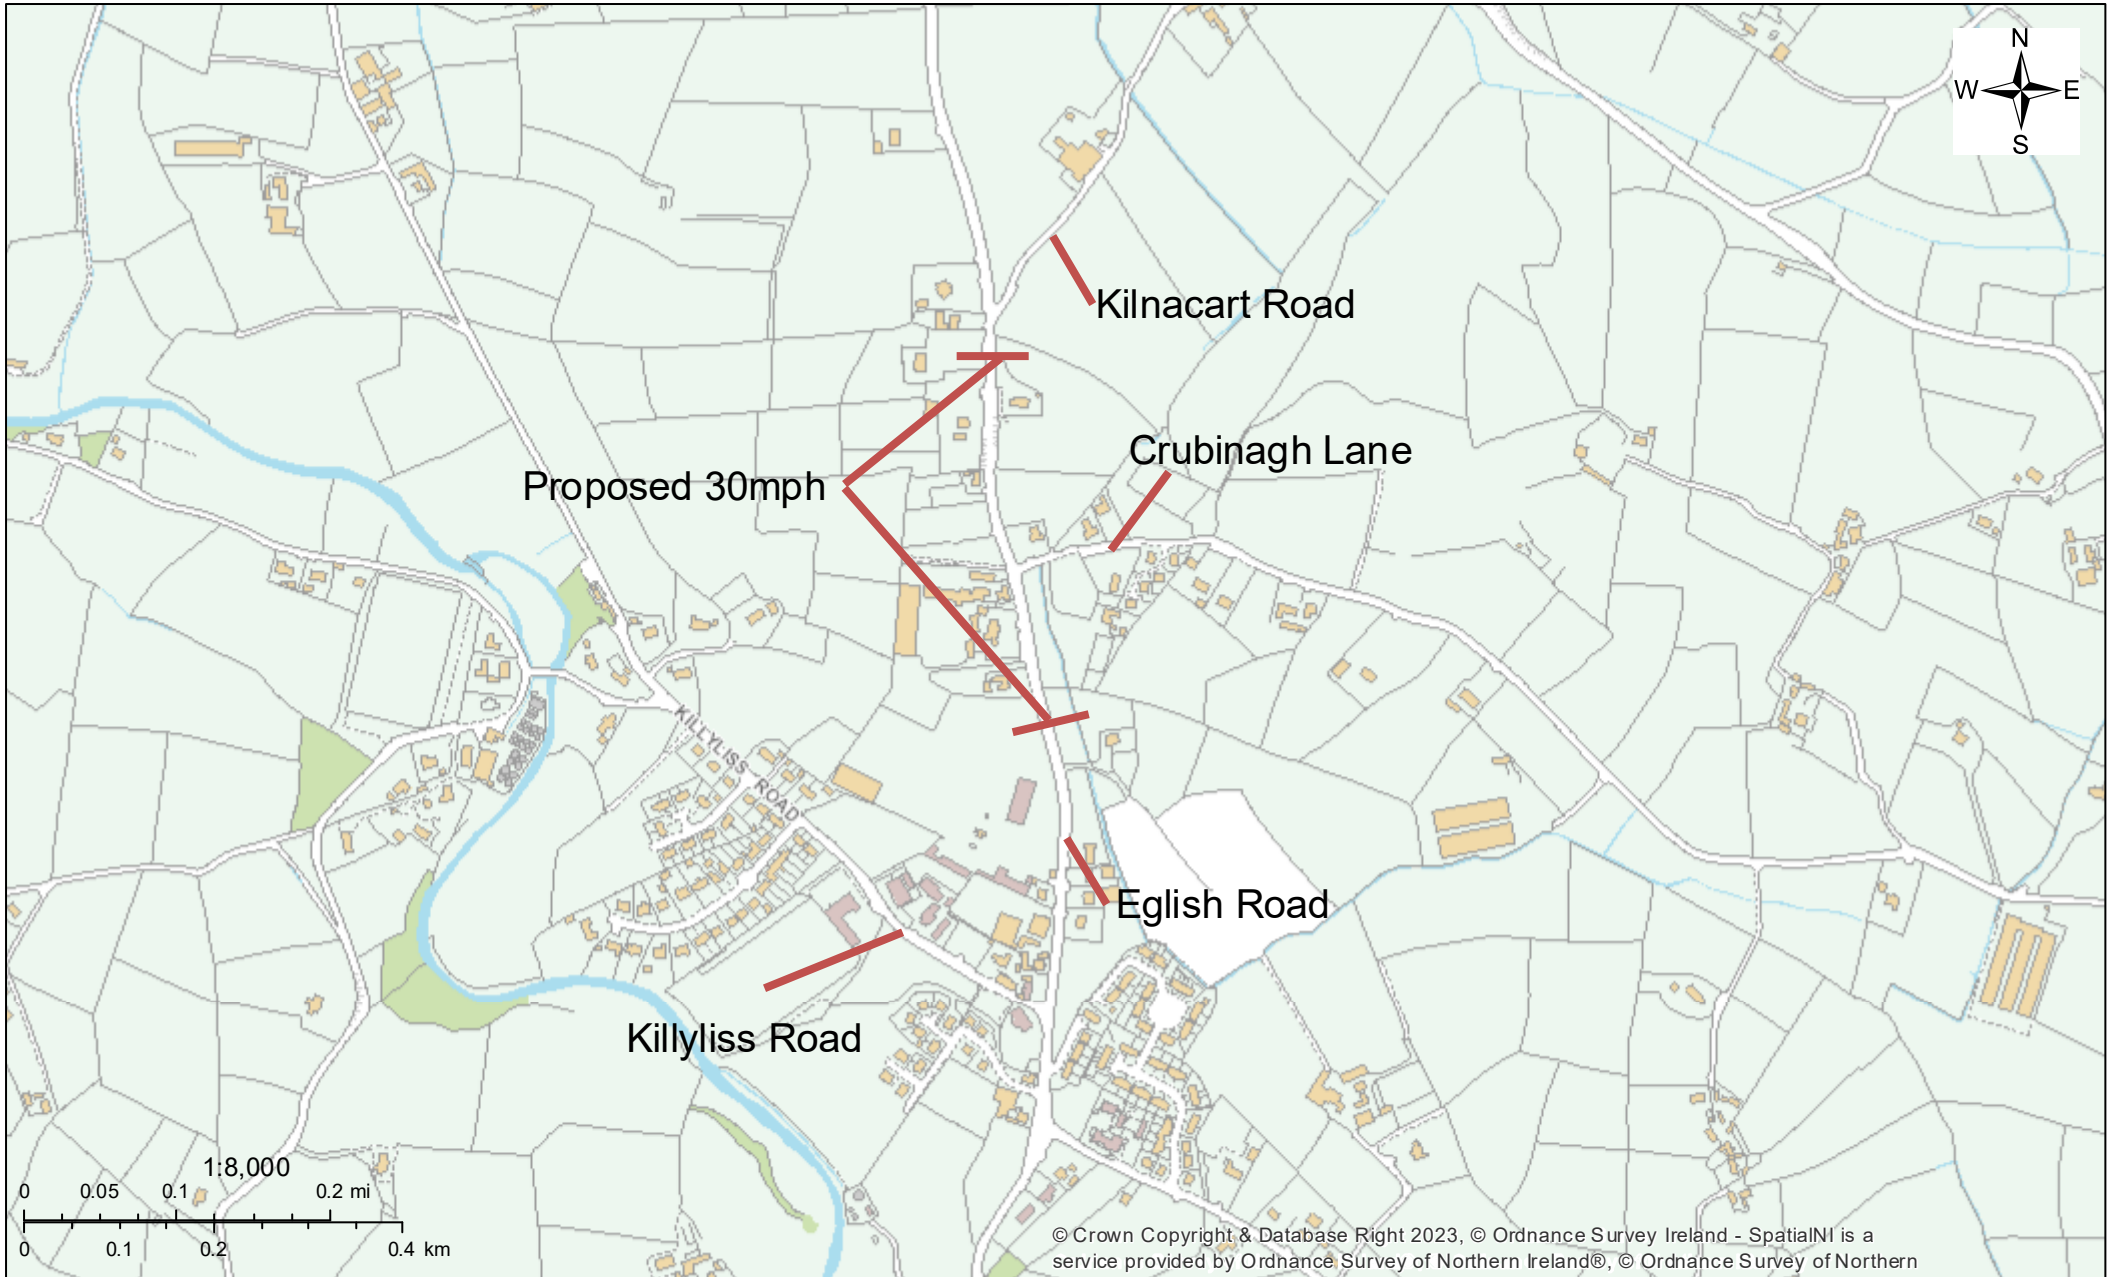 N
W E
S
Kilnacart Road
Crubinagh Lane
Proposed 30mph
KILLYLISS ROAD
Eglish Road
Killyliss Road
1:8,000
0 0.05 0.1 0.2 mi
0 0.1 0.2 0.4 km
© Crown Copyright & Database Right 2023, © Ordnance Survey Ireland - SpatialNI is a
service provided by Ordnance Survey of Northern Ireland®, © Ordnance Survey of Northern